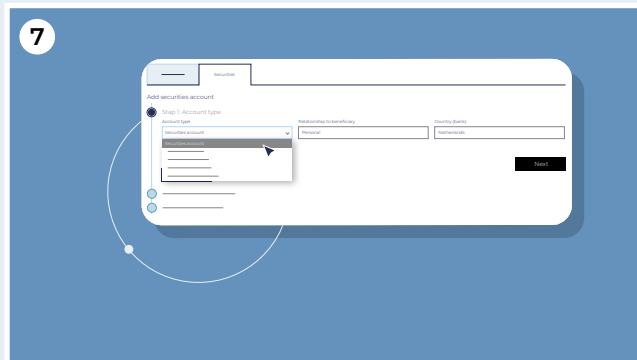 7
Securities
Add securities account
Step 1: Account type
Account type
Relationship to beneficiary
Country (bank)
Securities account
Personal
Netherlands
Securities account
Next